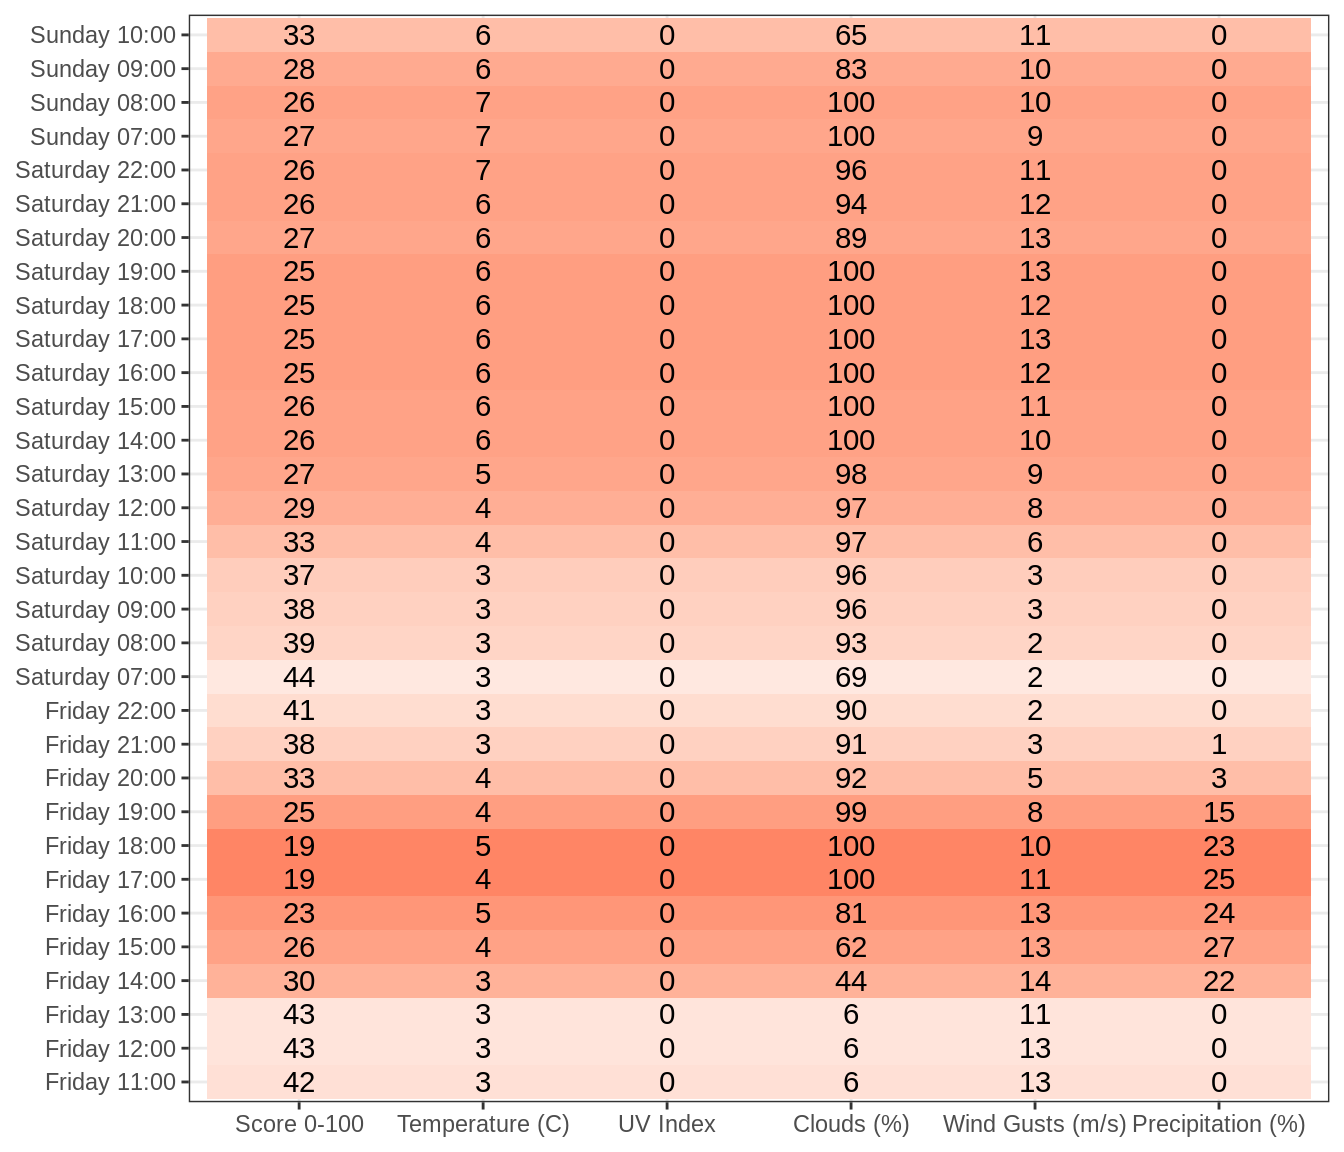 Sunday 10:00 33 6 0 65 11 0
Sunday 09:00 28 6 0 83 10 0
Sunday 08:00 26 7 0 100 10 0
Sunday 07:00 27 7 0 100 9 0
Saturday 22:00 26 7 0 96 11 0
Saturday 21:00 26 6 0 94 12 0
Saturday 20:00 27 6 0 89 13 0
Saturday 19:00 25 6 0 100 13 0
Saturday 18:00 25 6 0 100 12 0
Saturday 17:00 25 6 0 100 13 0
Saturday 16:00 25 6 0 100 12 0
Saturday 15:00 26 6 0 100 11 0
Saturday 14:00 26 6 0 100 10 0
Saturday 13:00 27 5 0 98 9 0
Saturday 12:00 29 4 0 97 8 0
Saturday 11:00 33 4 0 97 6 0
Saturday 10:00 37 3 0 96 3 0
Saturday 09:00 38 3 0 96 3 0
Saturday 08:00 39 3 0 93 2 0
Saturday 07:00 44 3 0 69 2 0
Friday 22:00 41 3 0 90 2 0
Friday 21:00 38 3 0 91 3 1
Friday 20:00 33 4 0 92 5 3
Friday 19:00 25 4 0 99 8 15
Friday 18:00 19 5 0 100 10 23
Friday 17:00 19 4 0 100 11 25
Friday 16:00 23 5 0 81 13 24
Friday 15:00 26 4 0 62 13 27
Friday 14:00 30 3 0 44 14 22
Friday 13:00 43 3 0 6 11 0
Friday 12:00 43 3 0 6 13 0
Friday 11:00 42 3 0 6 13 0
Score 0-100 Temperature (C) UV Index Clouds (%) Wind Gusts (m/s) Precipitation (%)